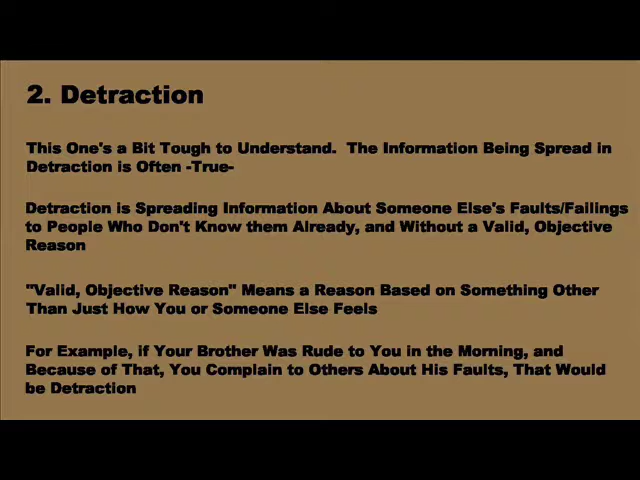 2. Detraction
This One's a Bit Tough to Understand.  The Information Being Spread in
Detraction is Often -True-
Detraction is Spreading Information About Someone Else's Faults/Failings
to People Who Don't Know them Already, and Without a Valid, Objective
Reason
"Valid, Objective Reason" Means a Reason Based on Something Other
Than Just How You or Someone Else Feels
For Example, if Your Brother Was Rude to You in the Morning, and
Because of That, You Complain to Others About His Faults, That Would
be Detraction